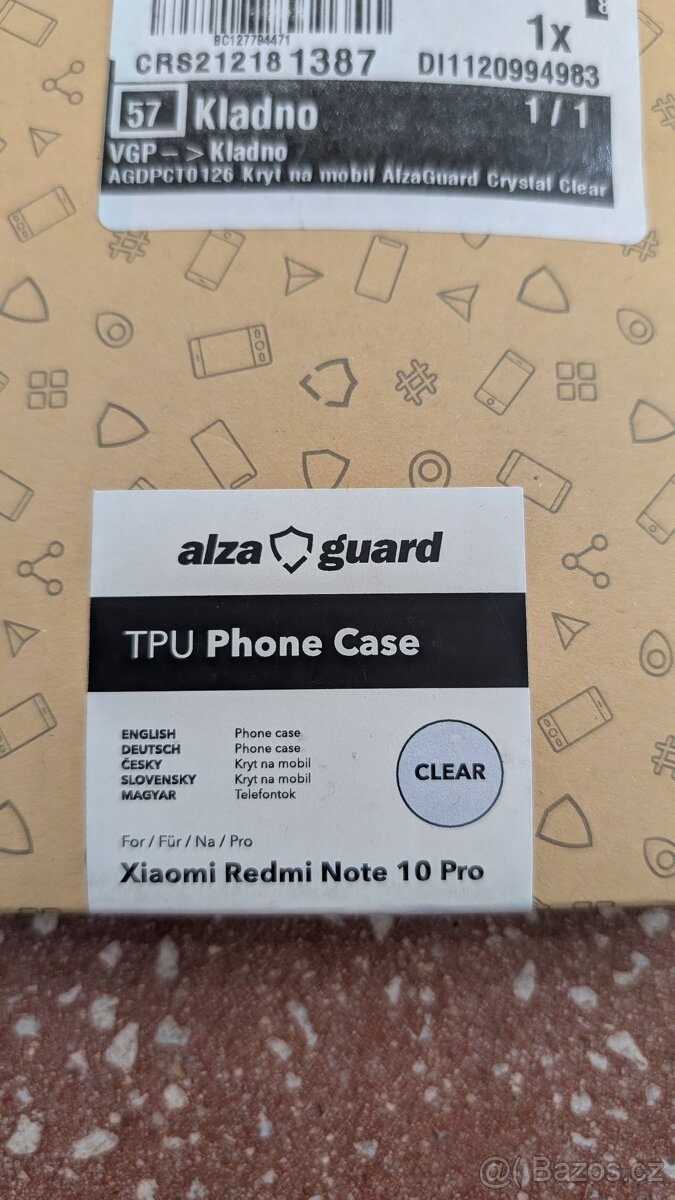 BC127794471
1x
CRS212181387 DI1120994983
57 Kladno 1/1
VGP -> Kladno
AGDPCT0126 Kryt na mobil AlzaGuard Crystal Clear
alza guard
TPU Phone Case
ENGLISH Phone case
DEUTSCH Phone case
ČESKY Kryt na mobil
SLOVENSKY Kryt na mobil
MAGYAR Telefontok
CLEAR
For / Für / Na / Pro
Xiaomi Redmi Note 10 Pro
Bazos.cz